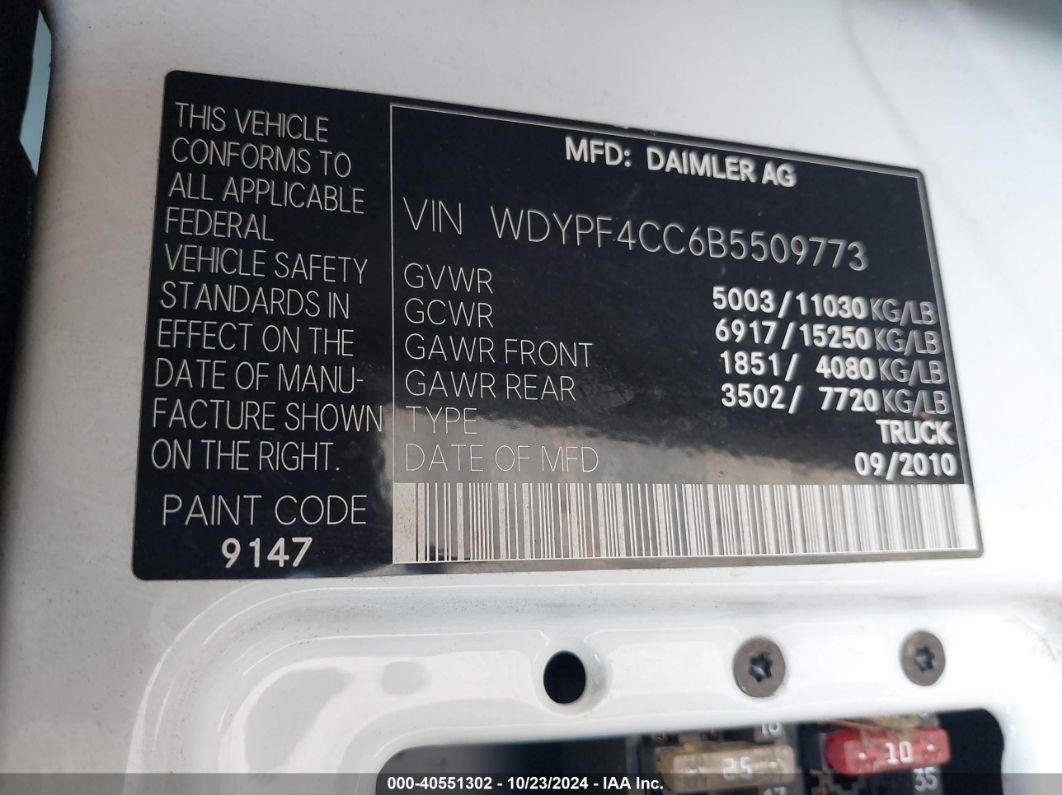 THIS VEHICLE
CONFORMS TO
ALL APPLICABLE
FEDERAL
VEHICLE SAFETY
STANDARDS IN
EFFECT ON THE
DATE OF MANU-
FACTURE SHOWN
ON THE RIGHT.
PAINT CODE
9147
MFD: DAIMLER AG
VIN WDYPF4CC6B5509773
GVWR 5003/11030 KG/LB
GCWR 6917/15250 KG/LB
GAWR FRONT 1851/ 4080 KG/LB
GAWR REAR 3502/ 7720 KG/LB
TYPE TRUCK
DATE OF MFD 09/2010
18
25
10
17
35
000-40551302 - 10/23/2024 - IAA Inc.